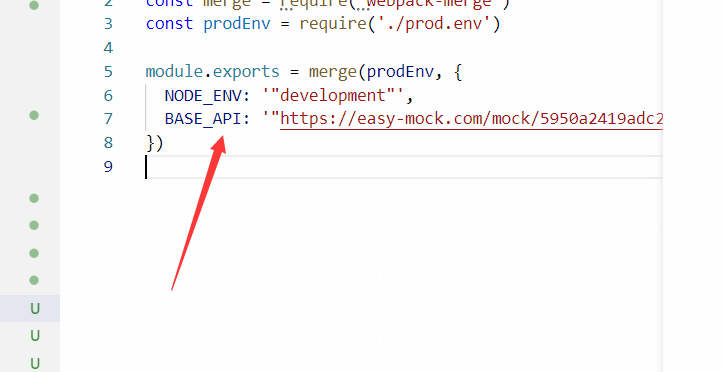 2 const merge = require('webpack-merge')
3 const prodEnv = require('./prod.env')
4
5 module.exports = merge(prodEnv, {
6 NODE_ENV: '"development"',
7 BASE_API: '"https://easy-mock.com/mock/5950a2419adc2
8 })
9
U
U
U